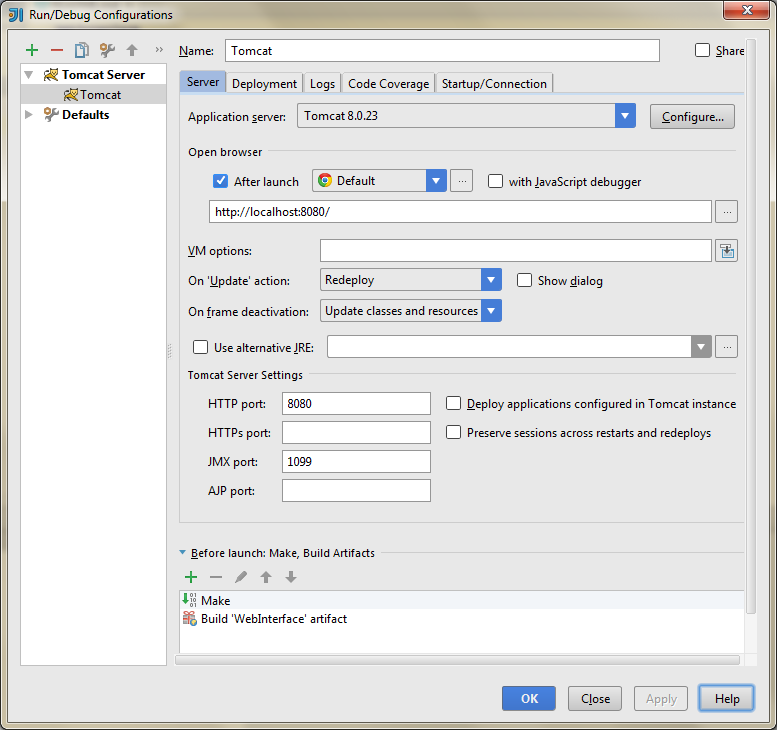 Run/Debug Configurations
Name: Tomcat Share
Tomcat Server
Tomcat
Defaults
Server Deployment Logs Code Coverage Startup/Connection
Application server: Tomcat 8.0.23 Configure...
Open browser
After launch Default ... with JavaScript debugger
http://localhost:8080/ ...
VM options:
On 'Update' action: Redeploy Show dialog
On frame deactivation: Update classes and resources
Use alternative JRE: ...
Tomcat Server Settings
HTTP port: 8080 Deploy applications configured in Tomcat instance
HTTPs port: Preserve sessions across restarts and redeploys
JMX port: 1099
AJP port:
Before launch: Make, Build Artifacts
Make
Build 'WebInterface' artifact
OK Close Apply Help